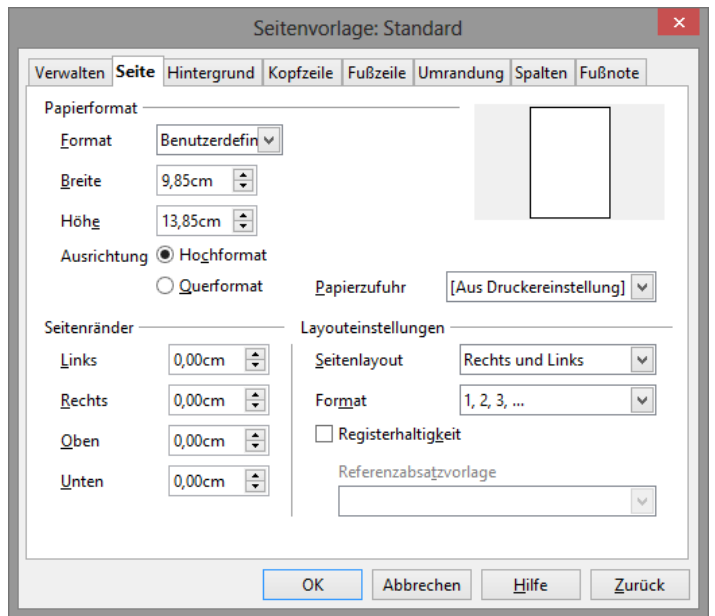 Seitenvorlage: Standard
Verwalten Seite Hintergrund Kopfzeile Fußzeile Umrandung Spalten Fußnote
Papierformat
Format Benutzerdefin
Breite 9,85cm
Höhe 13,85cm
Ausrichtung Hochformat
Querformat Papierzufuhr [Aus Druckereinstellung]
Seitenränder Layouteinstellungen
Links 0,00cm Seitenlayout Rechts und Links
Rechts 0,00cm Format 1, 2, 3, ...
Oben 0,00cm Registerhaltigkeit
Unten 0,00cm Referenzabsatzvorlage
OK Abbrechen Hilfe Zurück